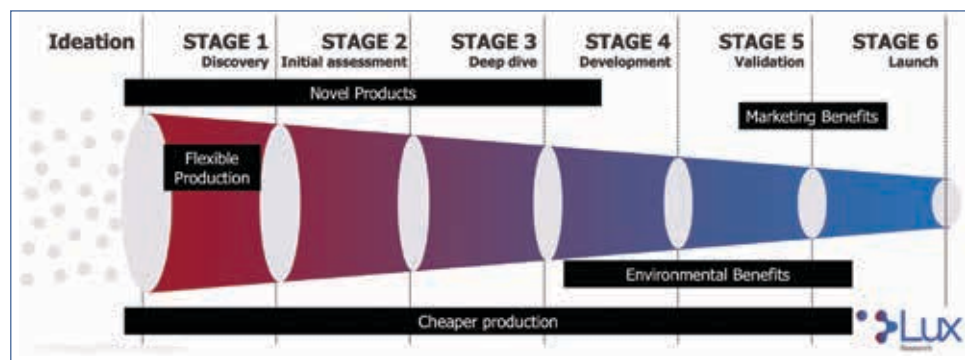 Ideation
STAGE 1
Discovery
STAGE 2
Initial assessment
STAGE 3
Deep dive
STAGE 4
Development
STAGE 5
Validation
STAGE 6
Launch
Novel Products
Marketing Benefits
Flexible
Production
Environmental Benefits
Cheaper production
Lux
Research